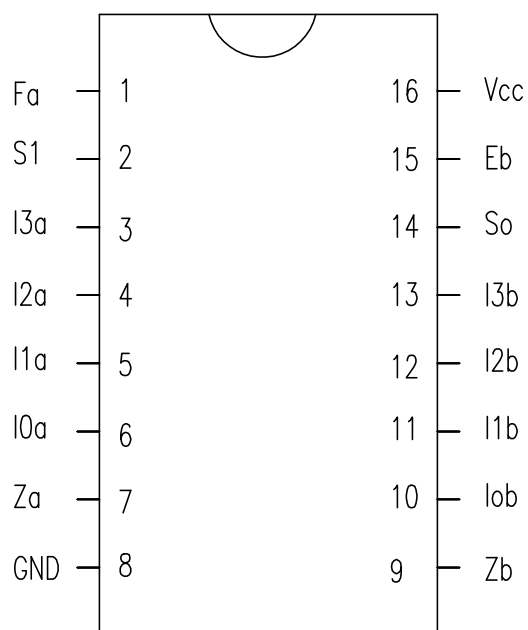 Fa 1 16 Vcc
S1 2 15 Eb
I3a 3 14 So
I2a 4 13 I3b
I1a 5 12 I2b
I0a 6 11 I1b
Za 7 10 Iob
GND 8 9 Zb